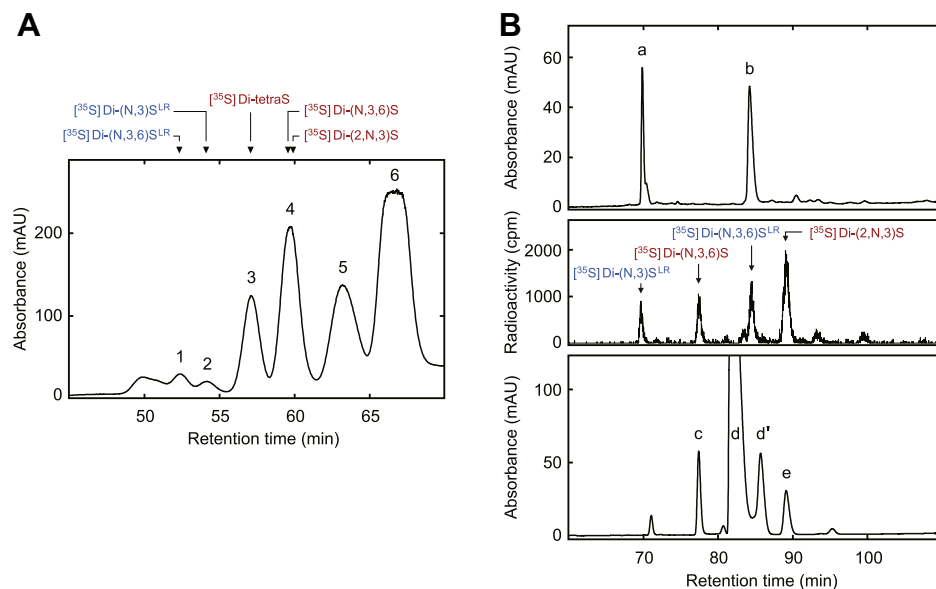 A
[³⁵S] Di-(N,3)Sᴸᴿ
[³⁵S] Di-tetraS
[³⁵S] Di-(N,3,6)S
[³⁵S] Di-(N,3,6)Sᴸᴿ
[³⁵S] Di-(2,N,3)S
Absorbance (mAU)
200
100
0
1
2
3
4
5
6
50
55
60
65
Retention time (min)
B
70
80
90
100
Absorbance (mAU)
60
40
20
0
a
b
Radioactivity (cpm)
2000
1000
0
[³⁵S] Di-(N,3,6)Sᴸᴿ
[³⁵S] Di-(2,N,3)S
[³⁵S] Di-(N,3,6)S
[³⁵S] Di-(N,3)Sᴸᴿ
Absorbance (mAU)
100
50
0
c
d
d'
e
70
80
90
100
Retention time (min)